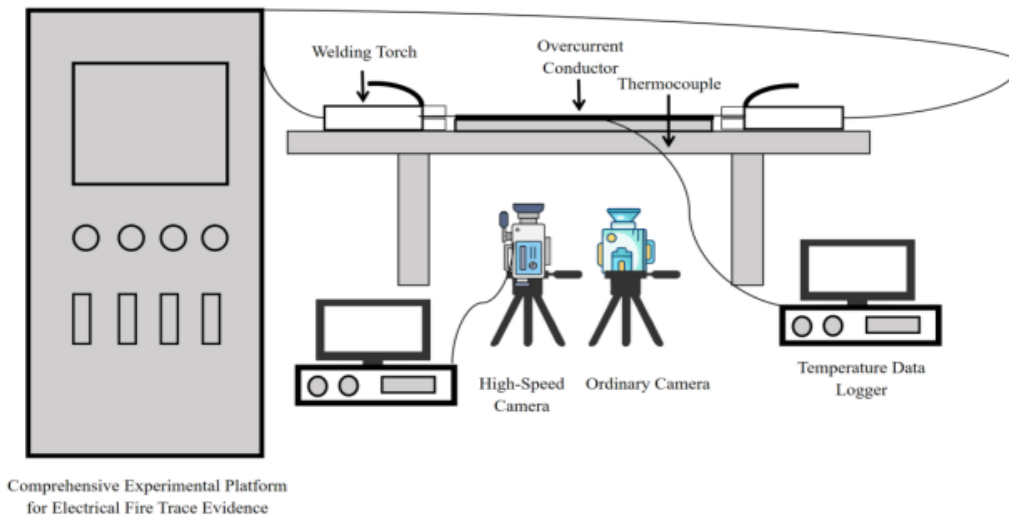 Welding Torch
Overcurrent
Conductor
Thermocouple
High-Speed
Camera
Ordinary Camera
Temperature Data
Logger
Comprehensive Experimental Platform
for Electrical Fire Trace Evidence